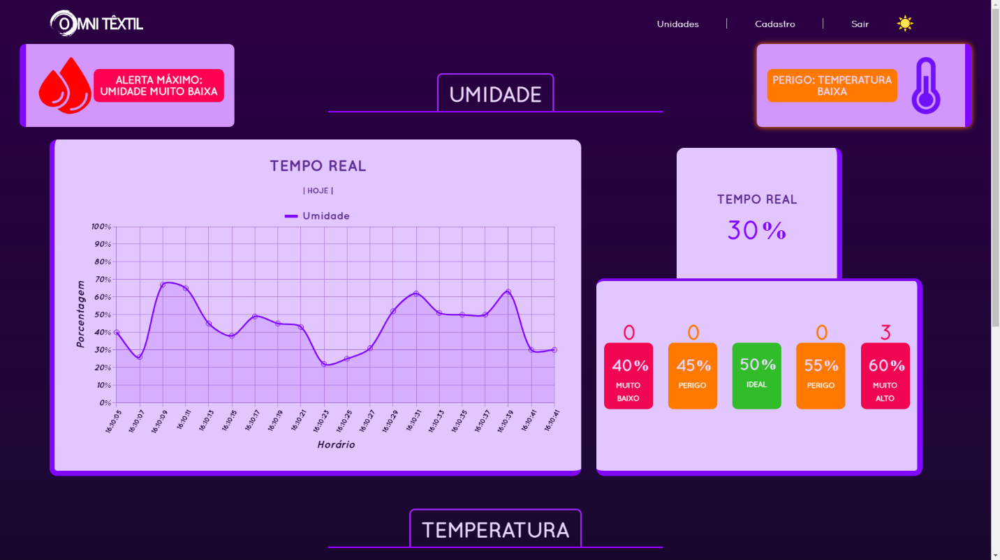 OMNI TÊXTIL
Unidades
Cadastro
Sair
ALERTA MÁXIMO:
UMIDADE MUITO BAIXA
UMIDADE
PERIGO: TEMPERATURA
BAIXA
TEMPO REAL
| HOJE |
Umidade
100%
90%
80%
70%
60%
50%
40%
30%
20%
10%
0%
Porcentagem
16:10:05
16:10:07
16:10:09
16:10:11
16:10:13
16:10:15
16:10:17
16:10:19
16:10:21
16:10:23
16:10:25
16:10:27
16:10:29
16:10:31
16:10:33
16:10:35
16:10:37
16:10:39
16:10:41
16:10:41
Horário
TEMPO REAL
30%
0
40%
MUITO
BAIXO
0
45%
PERIGO
50%
IDEAL
0
55%
PERIGO
3
60%
MUITO
ALTO
TEMPERATURA